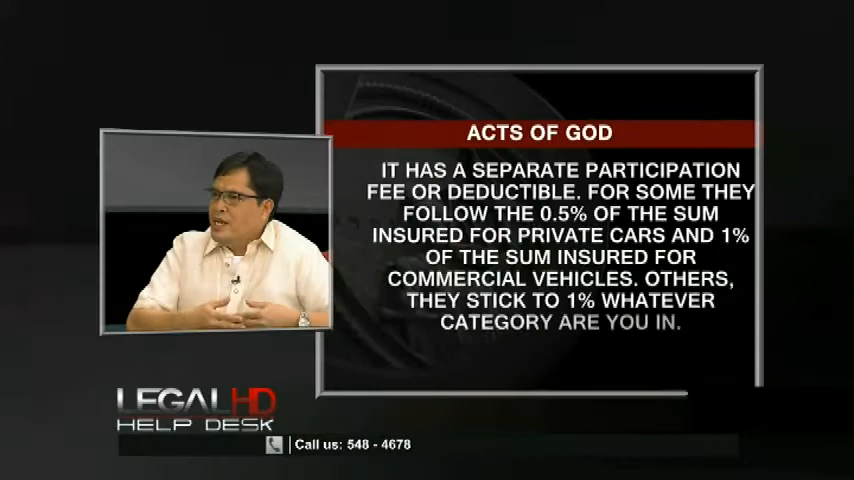 ACTS OF GOD
IT HAS A SEPARATE PARTICIPATION
FEE OR DEDUCTIBLE. FOR SOME THEY
FOLLOW THE 0.5% OF THE SUM
INSURED FOR PRIVATE CARS AND 1%
OF THE SUM INSURED FOR
COMMERCIAL VEHICLES. OTHERS,
THEY STICK TO 1% WHATEVER
CATEGORY ARE YOU IN.
LEGALHD
HELP DESK
Call us: 548 - 4678